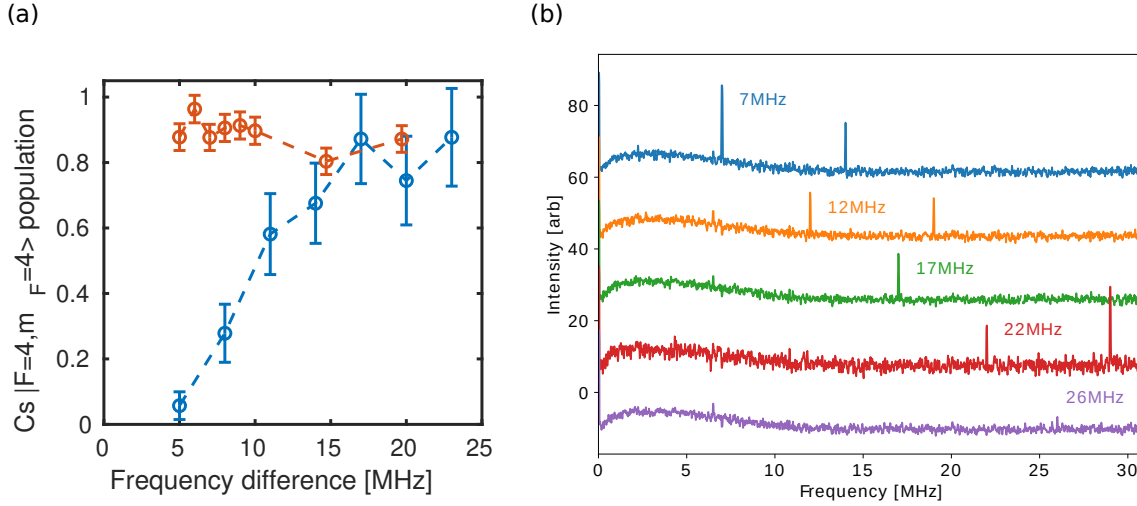 (a)
(b)
Cs |F=4,m F=4> population
1
0.8
0.6
0.4
0.2
0
0
5
10
15
20
25
Frequency difference [MHz]
Intensity [arb]
80
60
40
20
0
7MHz
12MHz
17MHz
22MHz
26MHz
0
5
10
15
20
25
30
Frequency [MHz]